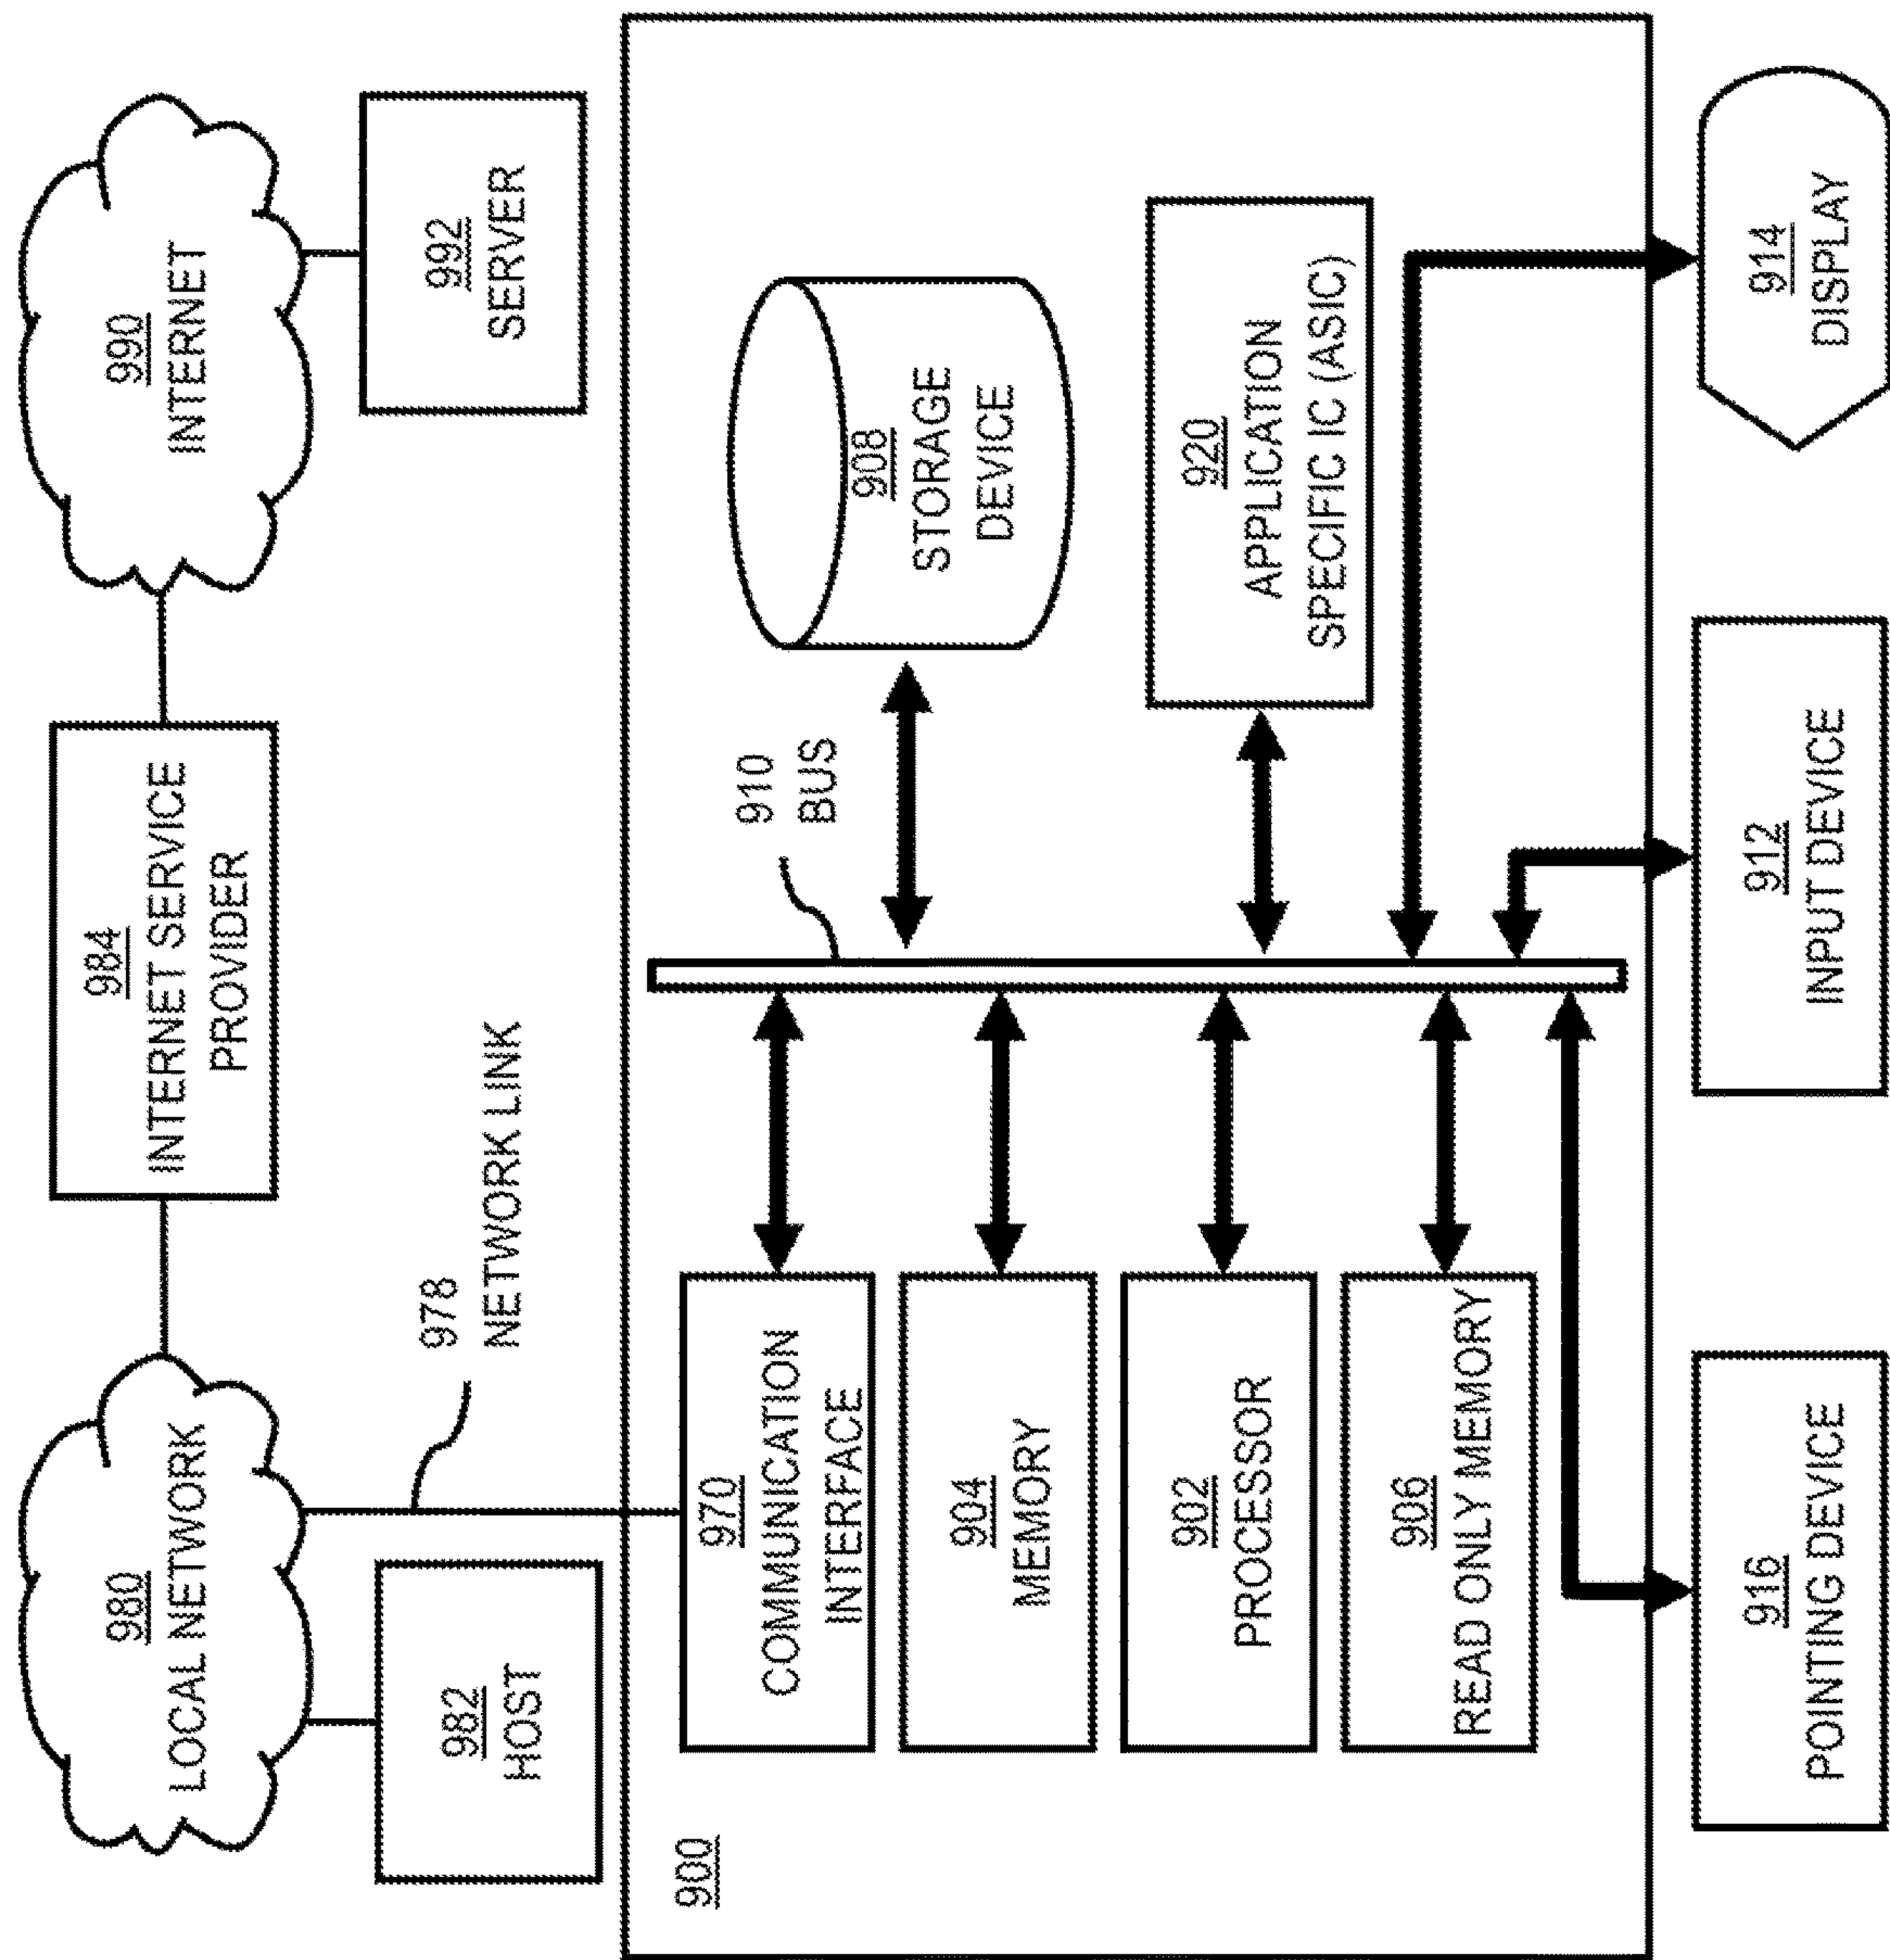 980
LOCAL NETWORK
984
INTERNET SERVICE
PROVIDER
990
INTERNET
982
HOST
978
NETWORK LINK
992
SERVER
900
970
COMMUNICATION
INTERFACE
910
BUS
908
STORAGE
DEVICE
904
MEMORY
902
PROCESSOR
920
APPLICATION
SPECIFIC IC (ASIC)
906
READ ONLY MEMORY
916
POINTING DEVICE
912
INPUT DEVICE
914
DISPLAY